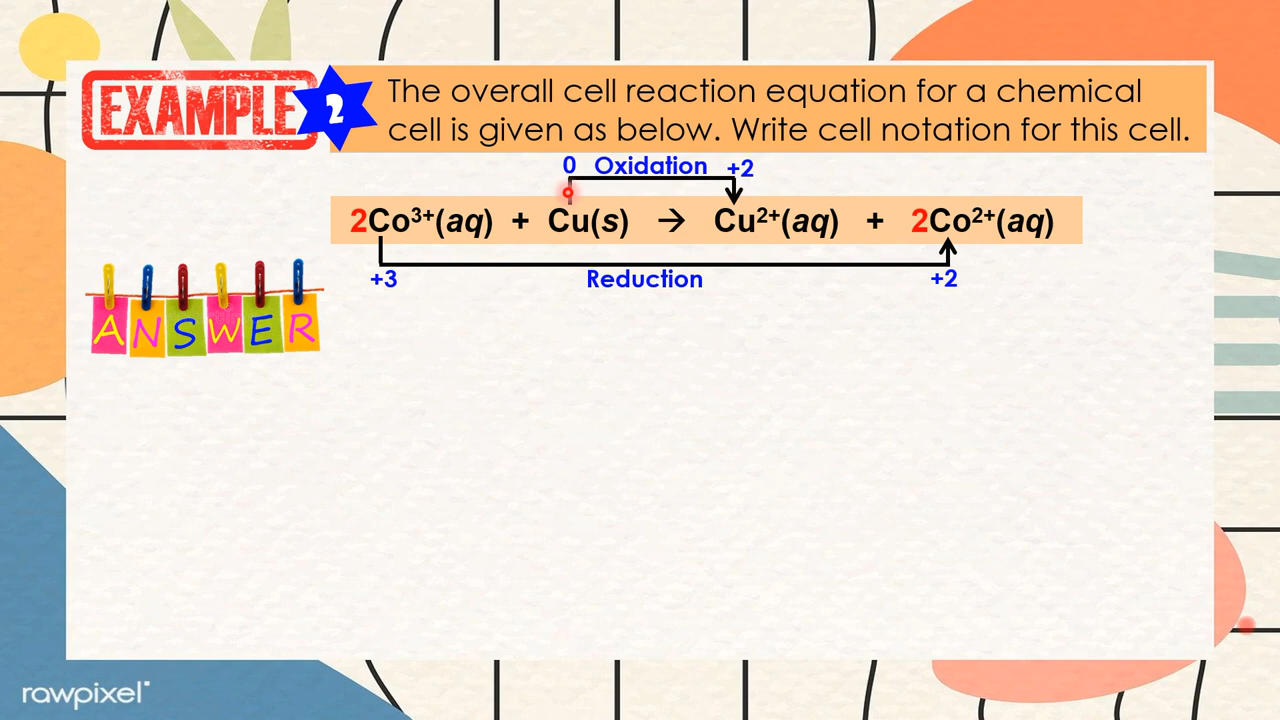 EXAMPLE 2
The overall cell reaction equation for a chemical
cell is given as below. Write cell notation for this cell.
0 Oxidation +2
2Co³⁺(aq) + Cu(s) → Cu²⁺(aq) + 2Co²⁺(aq)
+3 Reduction +2
ANSWER
rawpixel